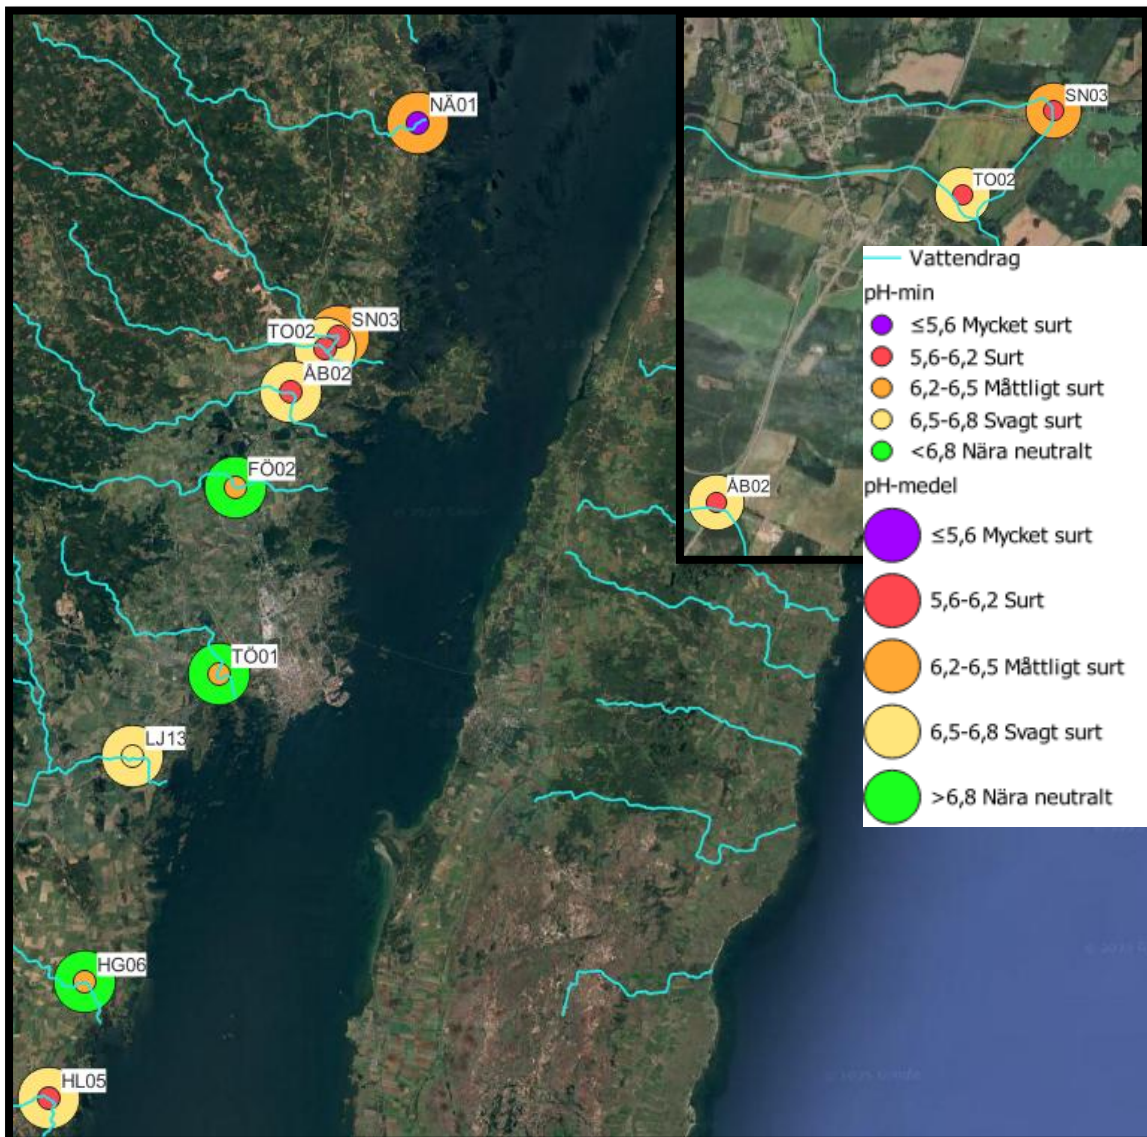 NÄ01
SN03
TO02
ÅB02
FÖ02
TÖ01
LJ13
HG06
HL05
SN03
TO02
ÅB02
Vattendrag
pH-min
≤5,6 Mycket surt
5,6-6,2 Surt
6,2-6,5 Måttligt surt
6,5-6,8 Svagt surt
<6,8 Nära neutralt
pH-medel
≤5,6 Mycket surt
5,6-6,2 Surt
6,2-6,5 Måttligt surt
6,5-6,8 Svagt surt
>6,8 Nära neutralt